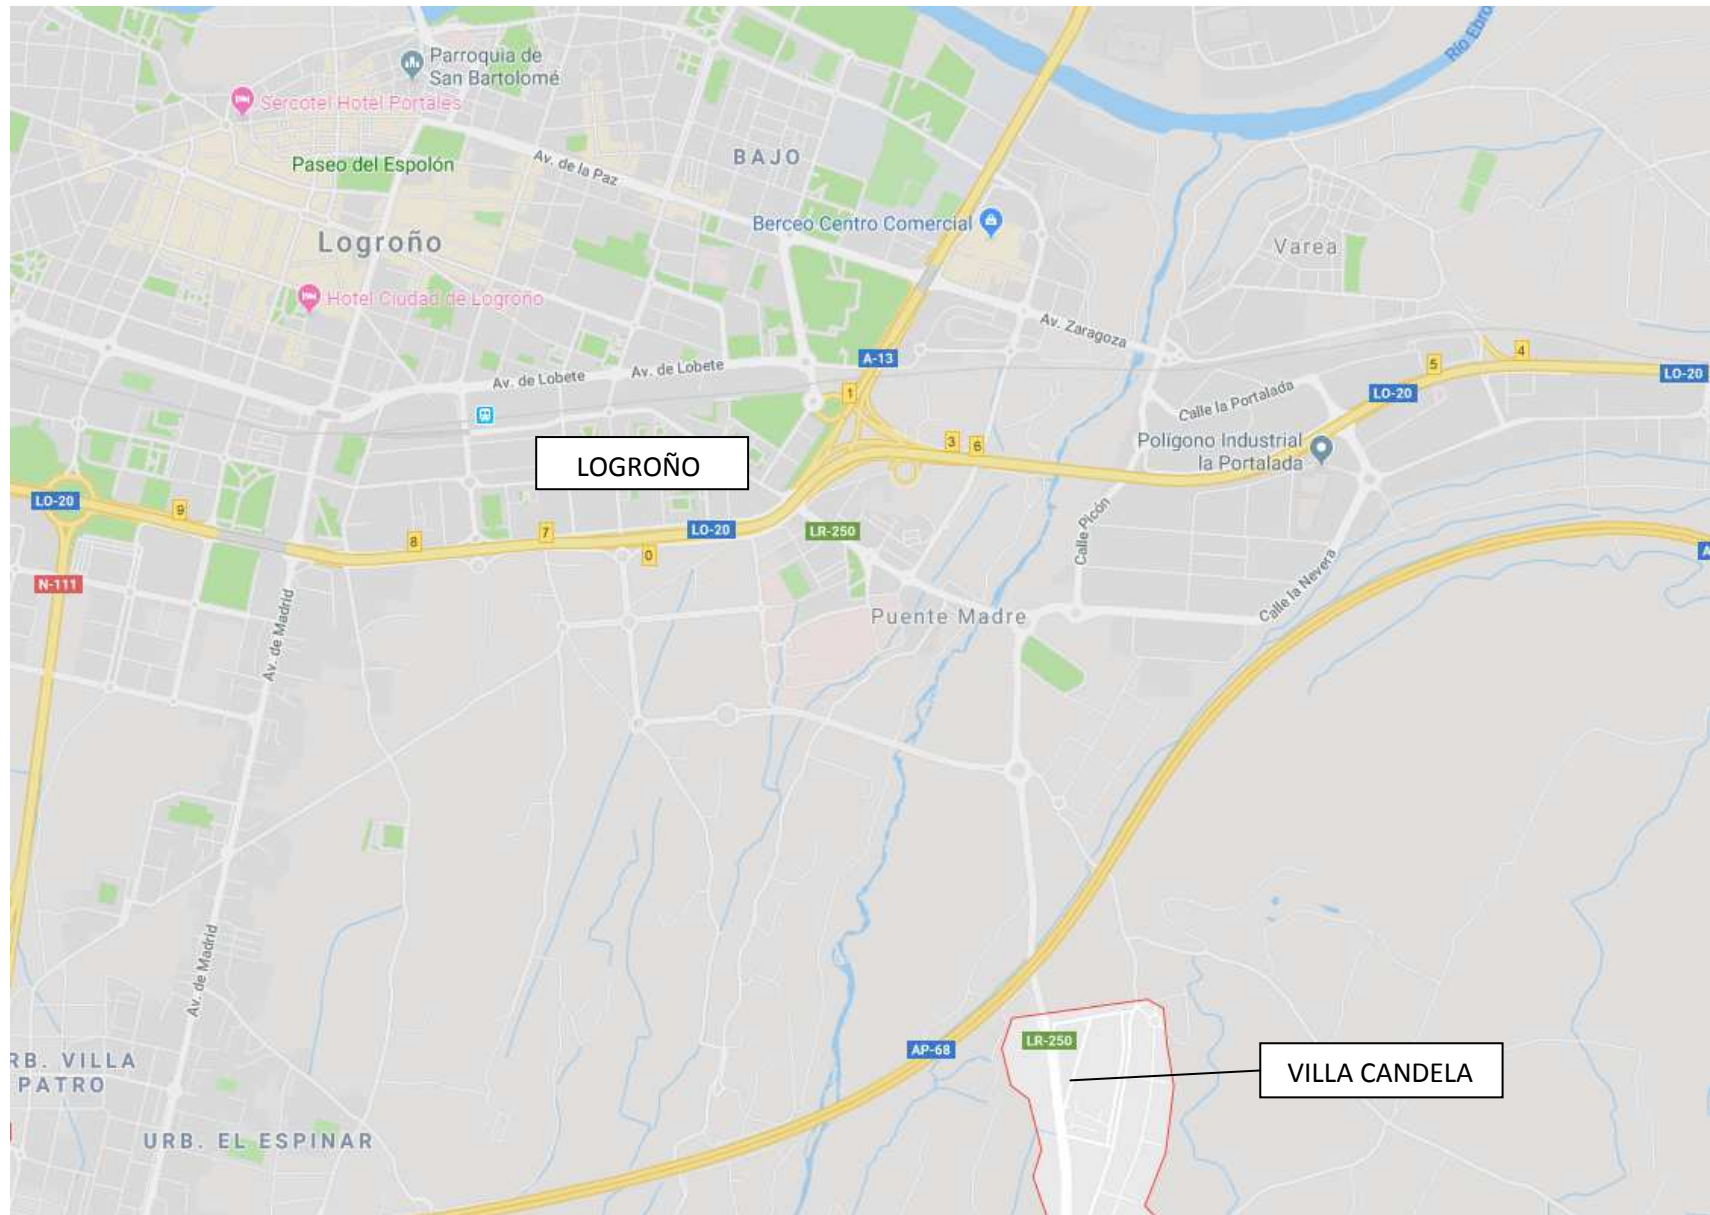 Río Ebro
Parroquia de
San Bartolomé
Sercotel Hotel Portales
Paseo del Espolón
Av. de la Paz
BAJO
Berceo Centro Comercial
Logroño
Varea
Hotel Ciudad de Logroño
Av. Zaragoza
A-13
Av. de Lobete
Av. de Lobete
4
5
LO-20
LO-20
1
Calle la Portalada
3
6
Polígono Industrial
la Portalada
LOGROÑO
LO-20
9
8
7
0
LO-20
LR-250
Calle Picón
N-111
Av. de Madrid
Calle la Nevera
A
Puente Madre
Av. de Madrid
AP-68
LR-250
RB. VILLA
PATRO
VILLA CANDELA
URB. EL ESPINAR